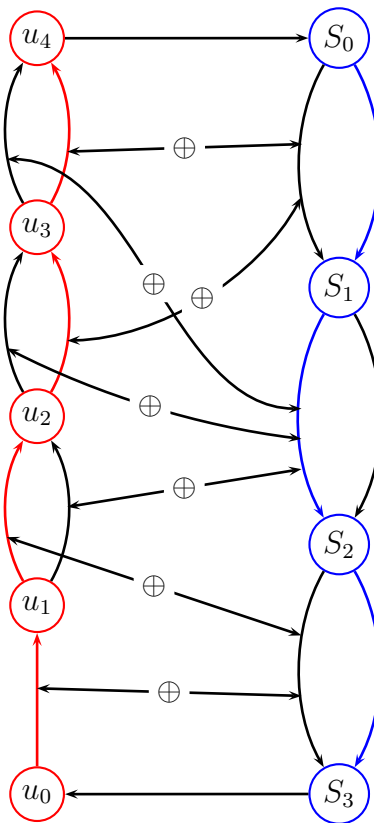 u₄ S₀
⊕
u₃
⊕ S₁
⊕
⊕
u₂
⊕
S₂
⊕
u₁
⊕
u₀ S₃